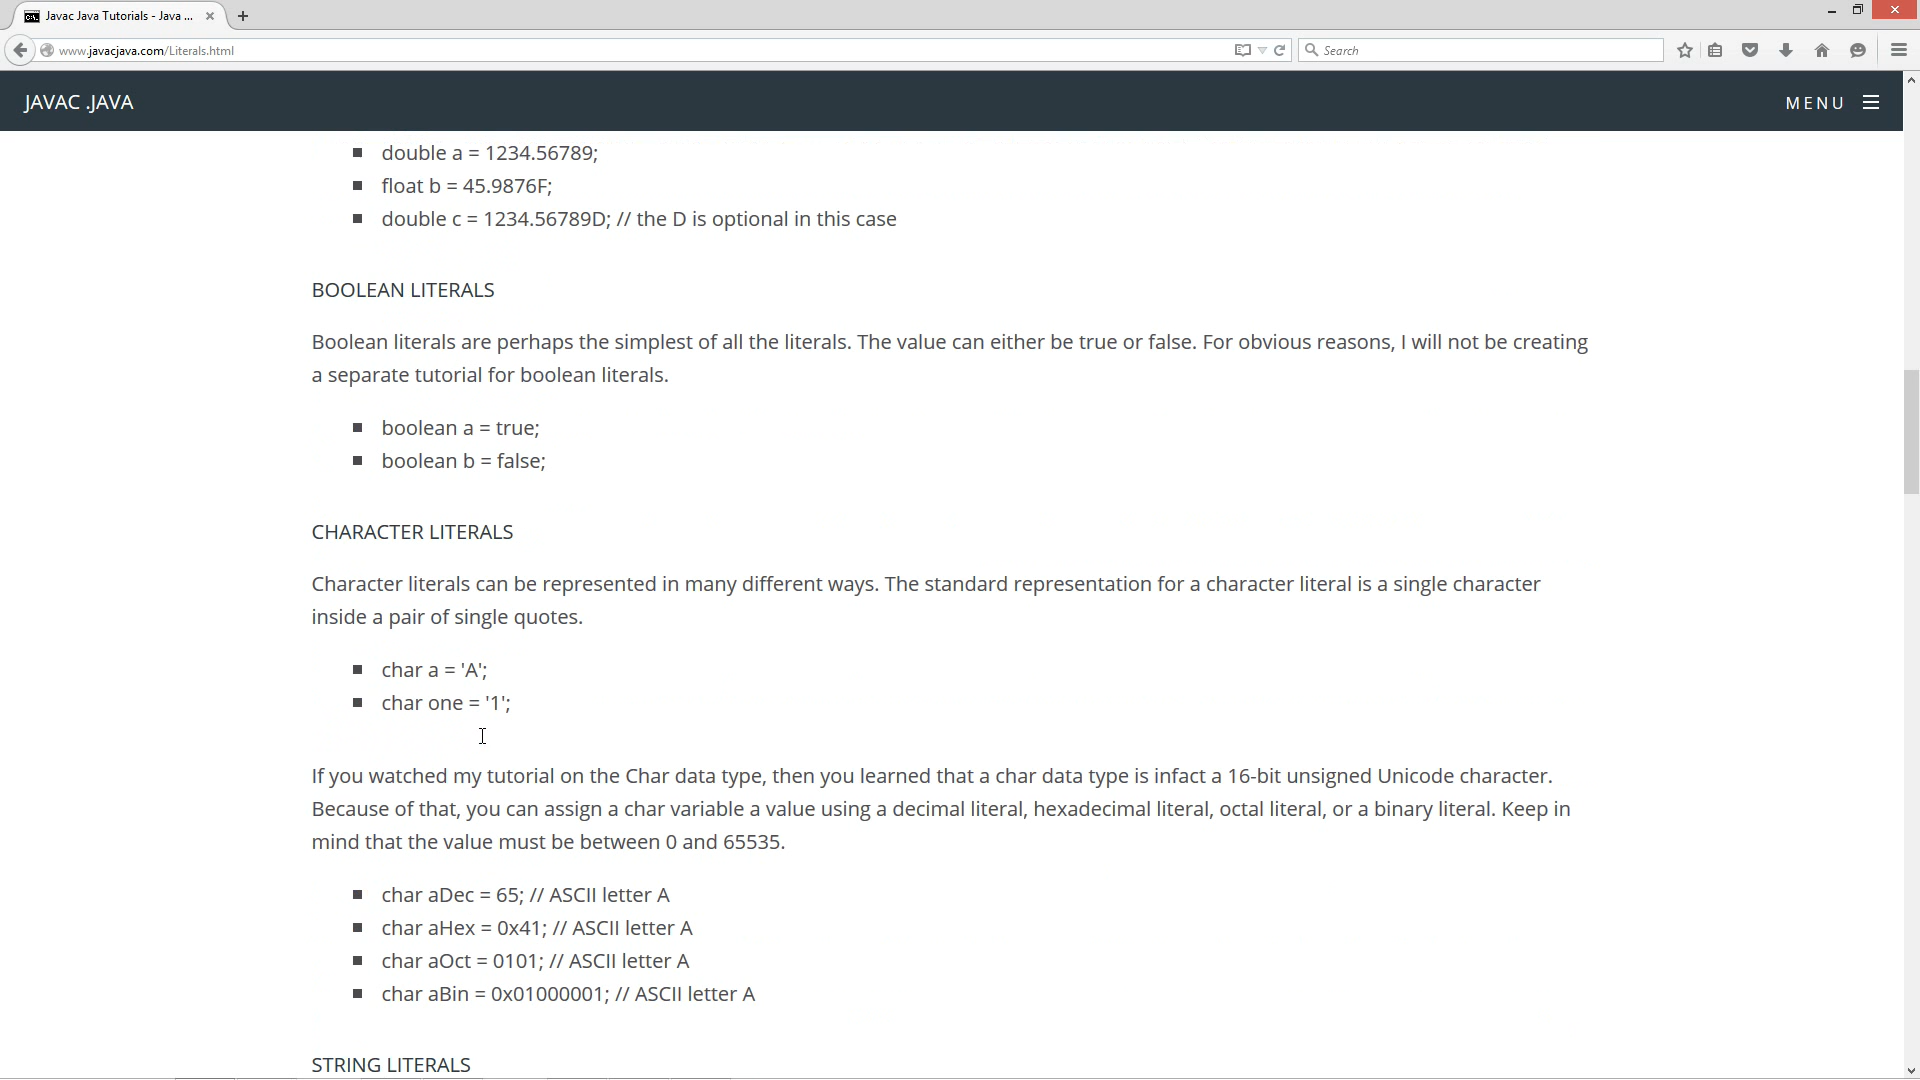 Javac Java Tutorials - Java ...
www.javacjava.com/Literals.html
Search
JAVAC .JAVA
MENU
double a = 1234.56789;
float b = 45.9876F;
double c = 1234.56789D; // the D is optional in this case
BOOLEAN LITERALS
Boolean literals are perhaps the simplest of all the literals. The value can either be true or false. For obvious reasons, I will not be creating
a separate tutorial for boolean literals.
boolean a = true;
boolean b = false;
CHARACTER LITERALS
Character literals can be represented in many different ways. The standard representation for a character literal is a single character
inside a pair of single quotes.
char a = 'A';
char one = '1';
If you watched my tutorial on the Char data type, then you learned that a char data type is infact a 16-bit unsigned Unicode character.
Because of that, you can assign a char variable a value using a decimal literal, hexadecimal literal, octal literal, or a binary literal. Keep in
mind that the value must be between 0 and 65535.
char aDec = 65; // ASCII letter A
char aHex = 0x41; // ASCII letter A
char aOct = 0101; // ASCII letter A
char aBin = 0x01000001; // ASCII letter A
STRING LITERALS